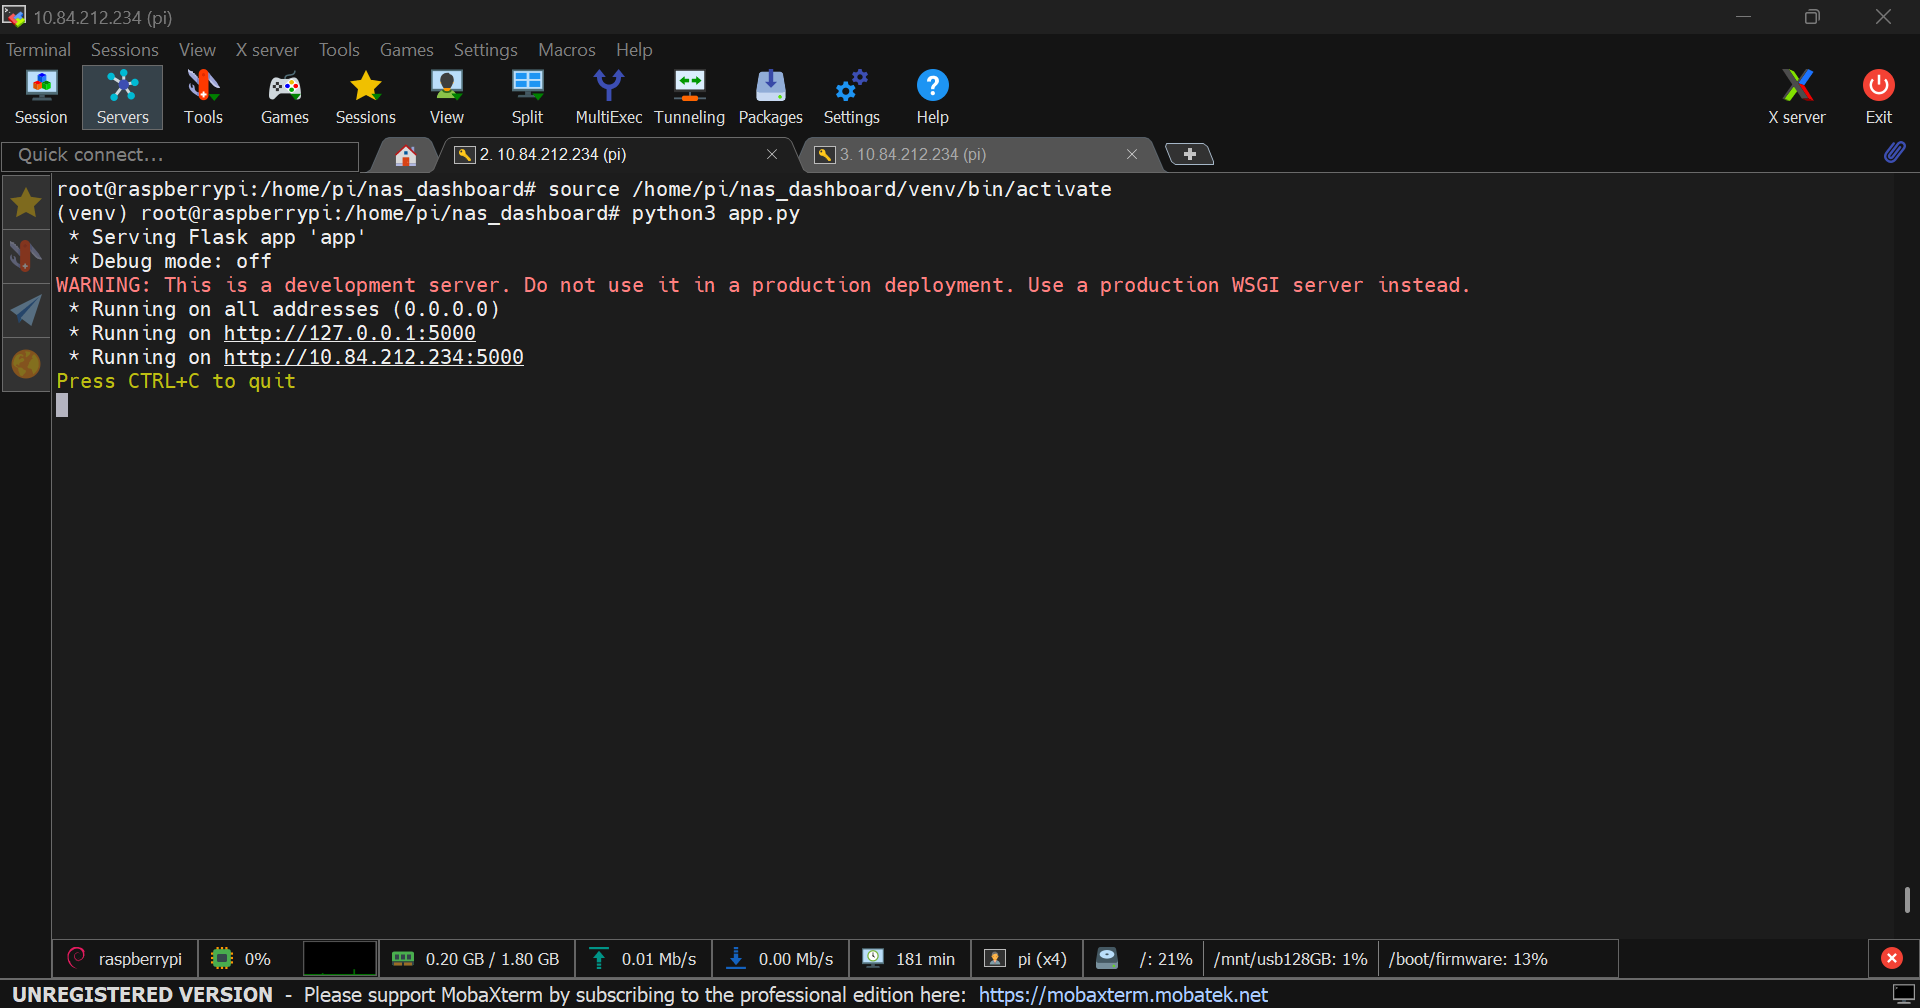 10.84.212.234 (pi)
Terminal Sessions View X server Tools Games Settings Macros Help
Session Servers Tools Games Sessions View Split MultiExec Tunneling Packages Settings Help X server Exit
Quick connect... 2. 10.84.212.234 (pi) 3. 10.84.212.234 (pi)
root@raspberrypi:/home/pi/nas_dashboard# source /home/pi/nas_dashboard/venv/bin/activate
(venv) root@raspberrypi:/home/pi/nas_dashboard# python3 app.py
* Serving Flask app 'app'
* Debug mode: off
WARNING: This is a development server. Do not use it in a production deployment. Use a production WSGI server instead.
* Running on all addresses (0.0.0.0)
* Running on http://127.0.0.1:5000
* Running on http://10.84.212.234:5000
Press CTRL+C to quit
raspberrypi 0% 0.20 GB / 1.80 GB 0.01 Mb/s 0.00 Mb/s 181 min pi (x4) /: 21% /mnt/usb128GB: 1% /boot/firmware: 13%
UNREGISTERED VERSION - Please support MobaXterm by subscribing to the professional edition here: https://mobaxterm.mobatek.net